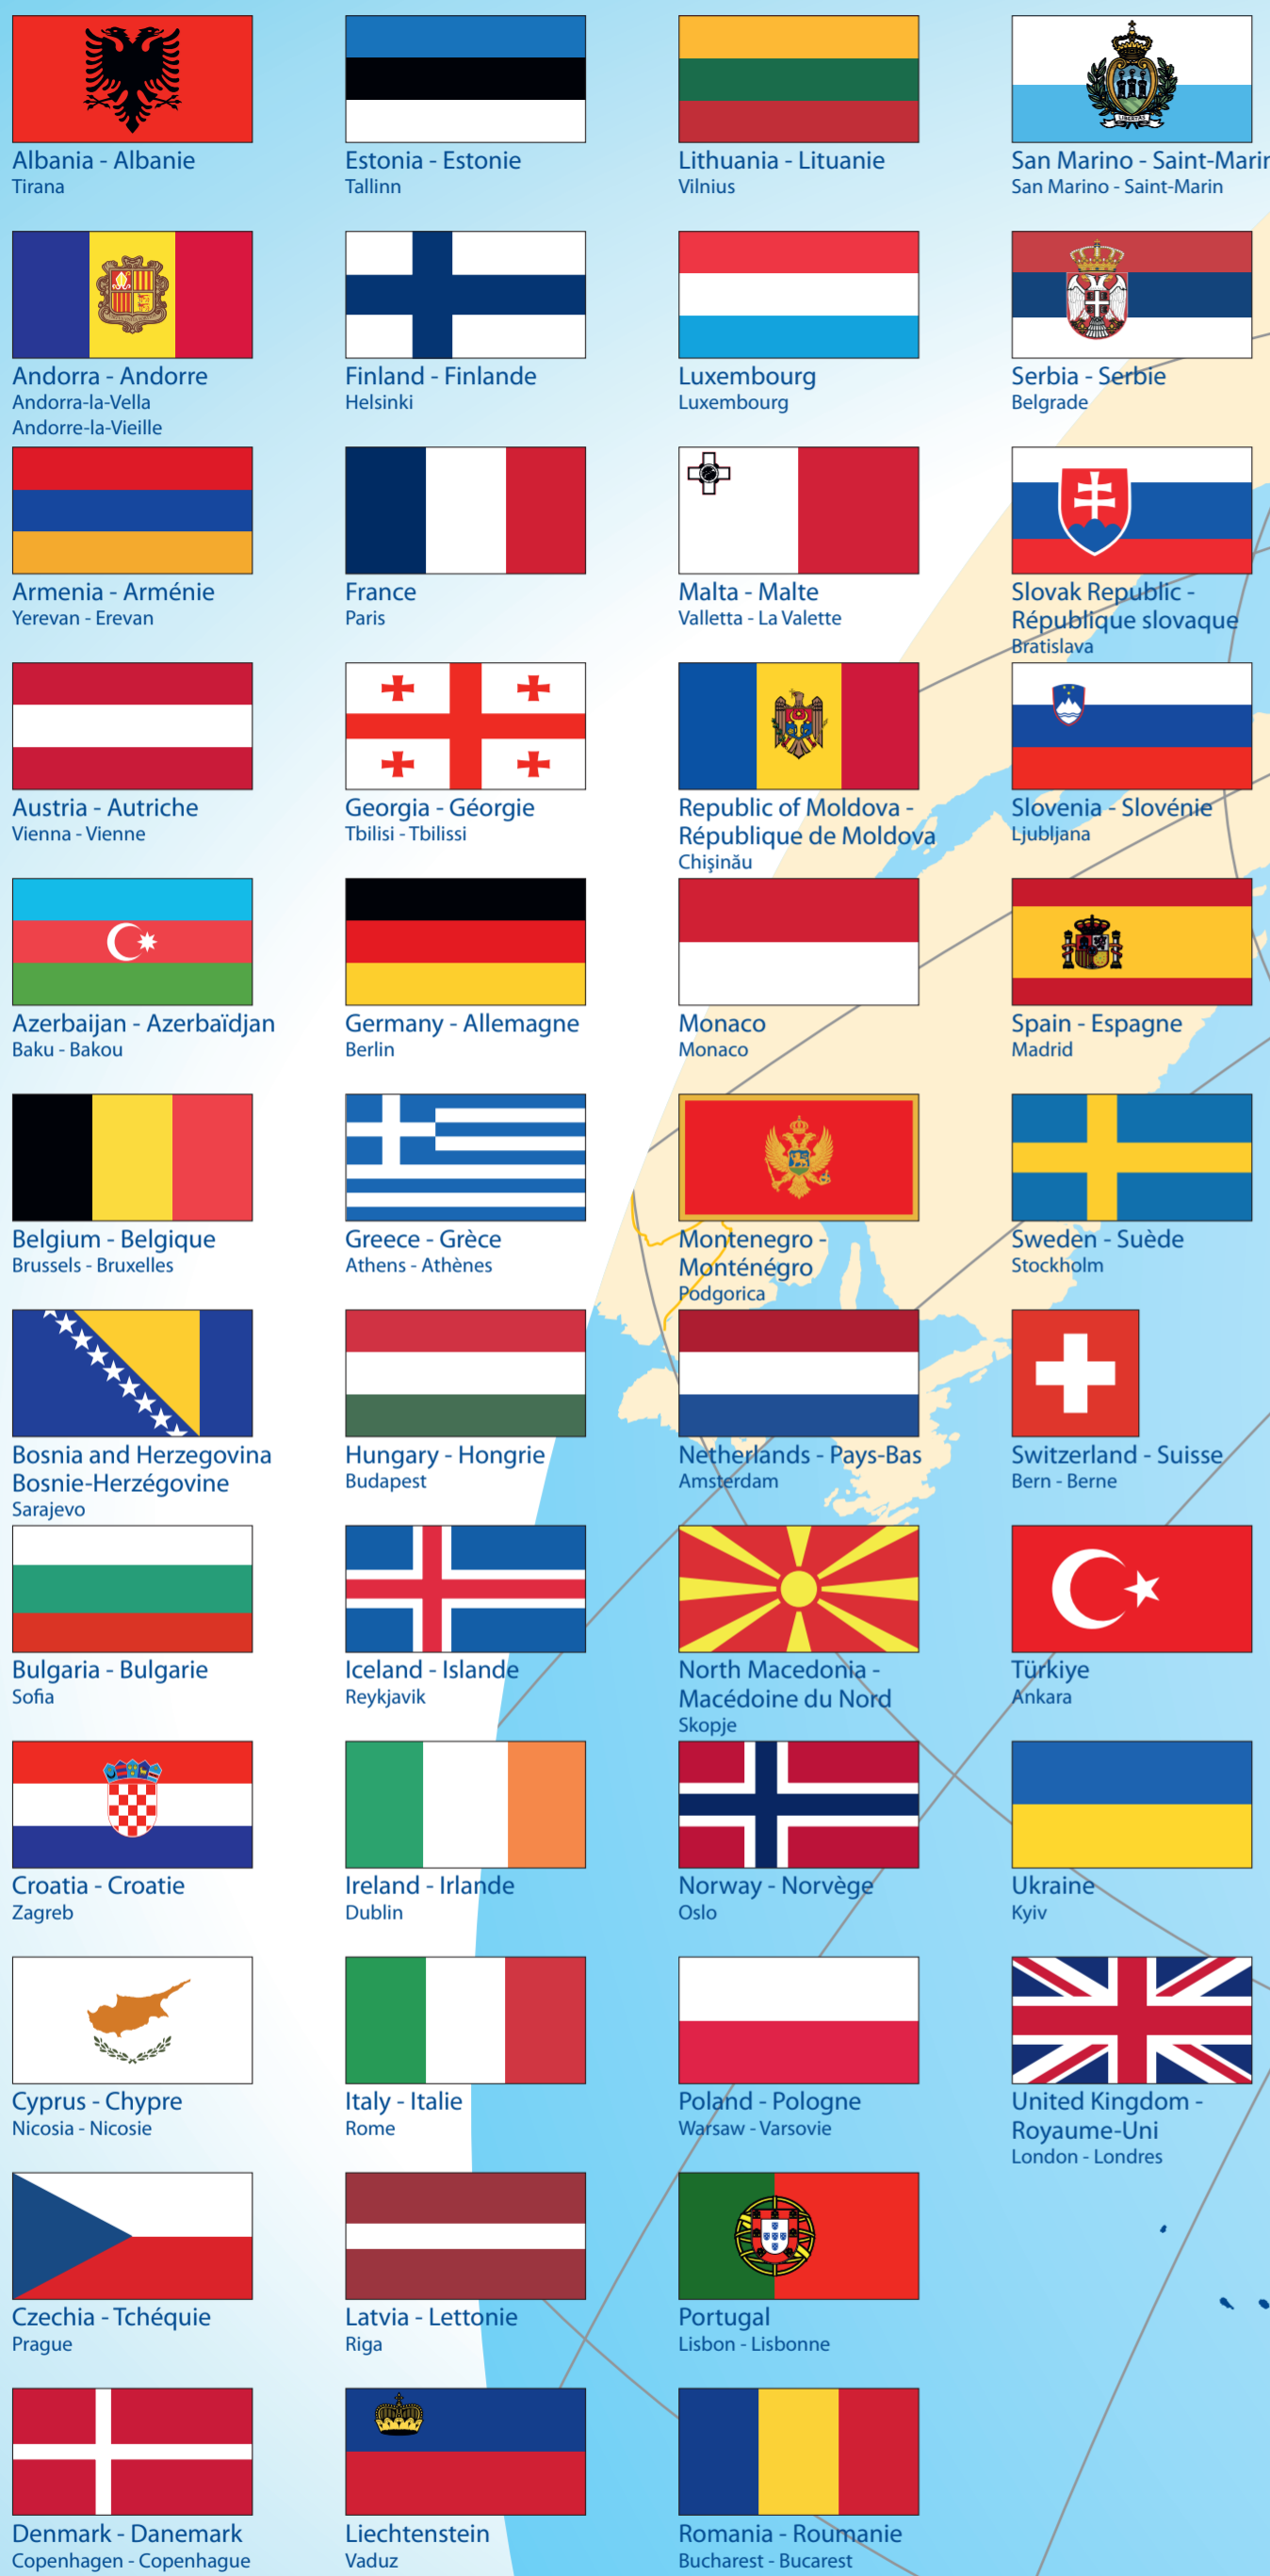 Albania - Albanie
Tirana
Andorra - Andorre
Andorra-la-Vella
Andorre-la-Vieille
Armenia - Arménie
Yerevan - Erevan
Austria - Autriche
Vienna - Vienne
Azerbaijan - Azerbaïdjan
Baku - Bakou
Belgium - Belgique
Brussels - Bruxelles
Bosnia and Herzegovina
Bosnie-Herzégovine
Sarajevo
Bulgaria - Bulgarie
Sofia
Croatia - Croatie
Zagreb
Cyprus - Chypre
Nicosia - Nicosie
Czechia - Tchéquie
Prague
Denmark - Danemark
Copenhagen - Copenhague
Estonia - Estonie
Tallinn
Finland - Finlande
Helsinki
France
Paris
Georgia - Géorgie
Tbilisi - Tbilissi
Germany - Allemagne
Berlin
Greece - Grèce
Athens - Athènes
Hungary - Hongrie
Budapest
Iceland - Islande
Reykjavik
Ireland - Irlande
Dublin
Italy - Italie
Rome
Latvia - Lettonie
Riga
Liechtenstein
Vaduz
Lithuania - Lituanie
Vilnius
Luxembourg
Luxembourg
Malta - Malte
Valletta - La Valette
Republic of Moldova -
République de Moldova
Chişinău
Monaco
Monaco
Montenegro -
Monténégro
Podgorica
Netherlands - Pays-Bas
Amsterdam
North Macedonia -
Macédoine du Nord
Skopje
Norway - Norvège
Oslo
Poland - Pologne
Warsaw - Varsovie
Portugal
Lisbon - Lisbonne
Romania - Roumanie
Bucharest - Bucarest
LIBERTAS
San Marino - Saint-Marin
San Marino - Saint-Marin
Serbia - Serbie
Belgrade
Slovak Republic -
République slovaque
Bratislava
Slovenia - Slovénie
Ljubljana
Spain - Espagne
Madrid
Sweden - Suède
Stockholm
Switzerland - Suisse
Bern - Berne
Türkiye
Ankara
Ukraine
Kyiv
United Kingdom -
Royaume-Uni
London - Londres